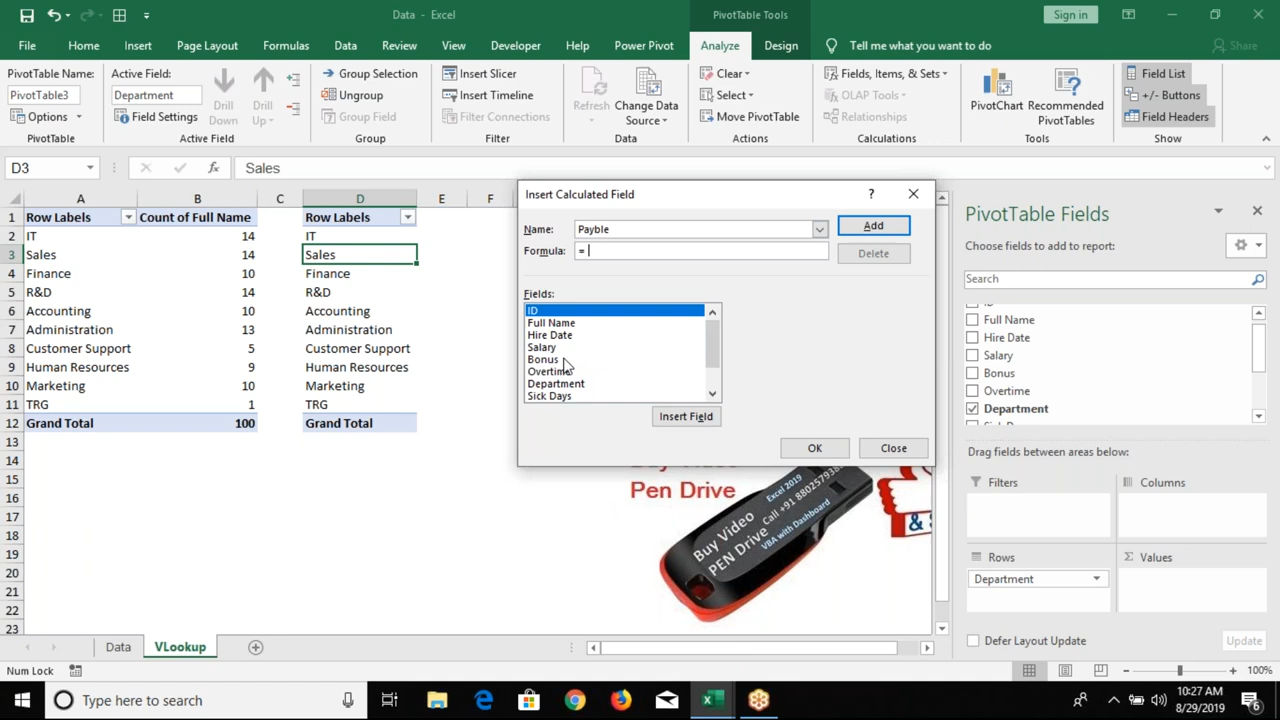 Data - Excel
PivotTable Tools
Sign in
File
Home
Insert
Page Layout
Formulas
Data
Review
View
Developer
Help
Power Pivot
Analyze
Design
Tell me what you want to do
Share
PivotTable Name:
PivotTable3
Options
PivotTable
Active Field:
Department
Field Settings
Drill
Down
Drill
Up
Active Field
Group Selection
Ungroup
Group Field
Group
Insert Slicer
Insert Timeline
Filter Connections
Filter
Refresh
Change Data
Source
Data
Clear
Select
Move PivotTable
Actions
Fields, Items, & Sets
OLAP Tools
Relationships
Calculations
PivotChart
Recommended
PivotTables
Tools
Field List
+/- Buttons
Field Headers
Show
D3
fx
Sales
A B C D E F
1 Row Labels Count of Full Name Row Labels
2 IT 14 IT
3 Sales 14 Sales
4 Finance 10 Finance
5 R&D 14 R&D
6 Accounting 10 Accounting
7 Administration 13 Administration
8 Customer Support 5 Customer Support
9 Human Resources 9 Human Resources
10 Marketing 10 Marketing
11 TRG 1 TRG
12 Grand Total 100 Grand Total
13
14
15
16
17
18
19
20
21
22
23
Insert Calculated Field
?
Name:
Payble
Add
Formula:
=
Delete
Fields:
ID
Full Name
Hire Date
Salary
Bonus
Overtime
Department
Sick Days
Insert Field
OK
Close
Pen Drive
Buy Video
PEN Drive
Call +91 880257938
Excel 2019
VBA with Dashboard
PivotTable Fields
Choose fields to add to report:
Search
Full Name
Hire Date
Salary
Bonus
Overtime
Department
Drag fields between areas below:
Filters
Columns
Rows
Values
Department
Defer Layout Update
Update
Data
VLookup
Num Lock
100%
Type here to search
10:27 AM
8/29/2019
6